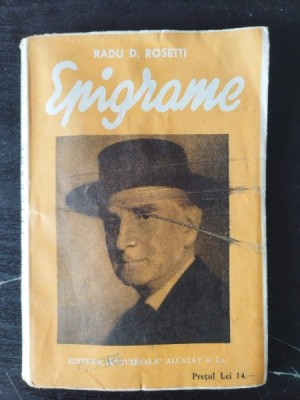 RADU D. ROSETTI
Epigrame
EDITURA "UNIVERSALA" ALCALAY & Co.
Prețul Lei 14.—